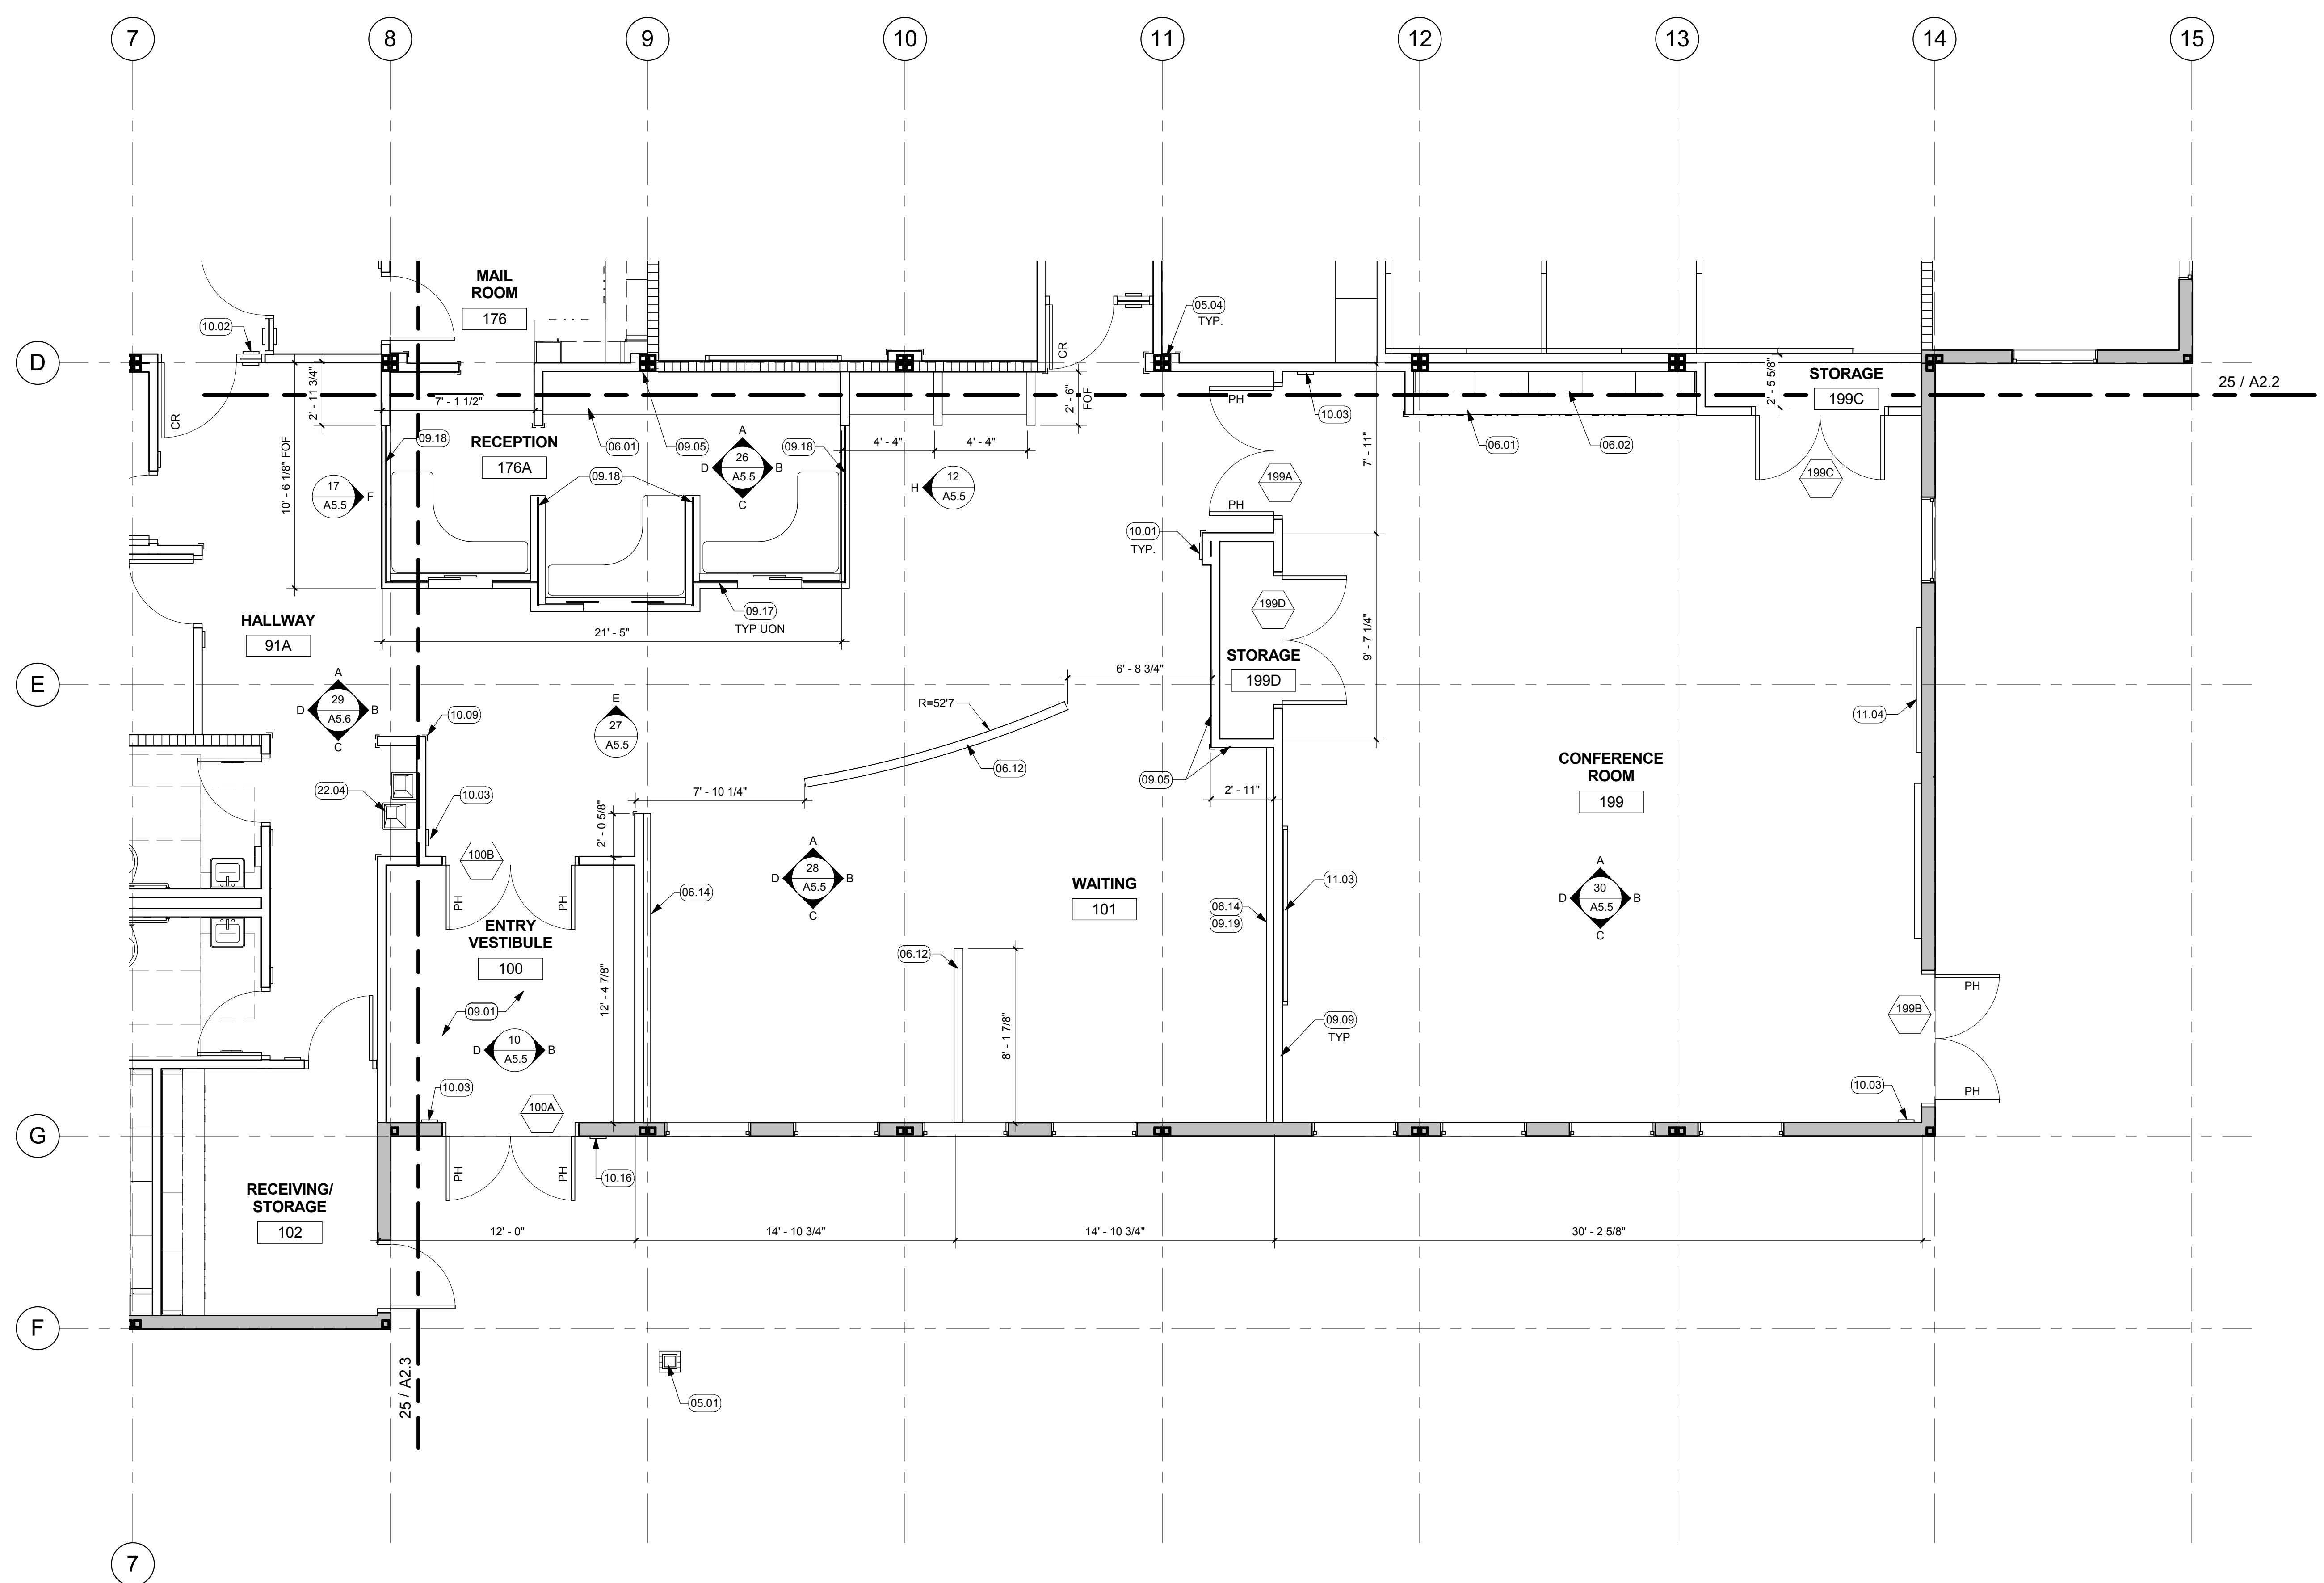 7
8
9
10
11
12
13
14
15
MAIL
ROOM
176
10.02
05.04
TYP.
CR
CR
D
STORAGE
199C
25 / A2.2
2' - 11 3/4"
7' - 1 1/2"
2' - 6"
FOF
PH
10.03
2' - 5 5/8"
09.18
RECEPTION
176A
06.01
09.05
A
26
A5.5
D
B
C
09.18
4' - 4"
4' - 4"
7' - 11"
06.01
06.02
10' - 6 1/8" FOF
17
A5.5
F
09.18
H
12
A5.5
199A
199C
PH
10.01
TYP.
199D
09.17
TYP UON
HALLWAY
91A
21' - 5"
9' - 7 1/4"
STORAGE
199D
6' - 8 3/4"
E
A
29
A5.6
D
B
C
10.09
E
27
A5.5
R=52'7
11.04
06.12
09.05
CONFERENCE
ROOM
199
22.04
10.03
7' - 10 1/4"
2' - 11"
2' - 0 5/8"
100B
A
28
A5.5
D
B
C
WAITING
101
11.03
A
30
A5.5
D
B
C
06.14
06.14
09.19
PH
PH
ENTRY
VESTIBULE
100
06.12
12' - 4 7/8"
8' - 1 7/8"
PH
199B
09.01
09.09
TYP
10
A5.5
D
B
10.03
100A
10.03
PH
G
PH
PH
10.16
RECEIVING/
STORAGE
102
12' - 0"
14' - 10 3/4"
14' - 10 3/4"
30' - 2 5/8"
F
25 / A2.3
05.01
7